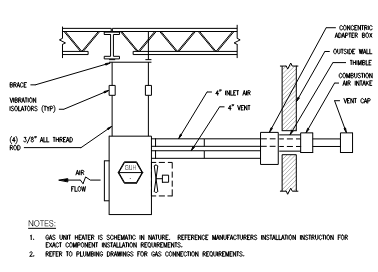 CONCENTRIC
ADAPTER BOX
OUTSIDE WALL
THIMBLE
COMBUSTION
AIR INTAKE
VENT CAP
BRACE
VIBRATION
ISOLATORS (TYP)
4" INLET AIR
4" VENT
(4) 3/8" ALL THREAD
ROD
GUH
-
AIR
FLOW
NOTES:
1. GAS UNIT HEATER IS SCHEMATIC IN NATURE. REFERENCE MANUFACTURERS INSTALLATION INSTRUCTION FOR
EXACT COMPONENT INSTALLATION REQUIREMENTS.
2. REFER TO PLUMBING DRAWINGS FOR GAS CONNECTION REQUIREMENTS.